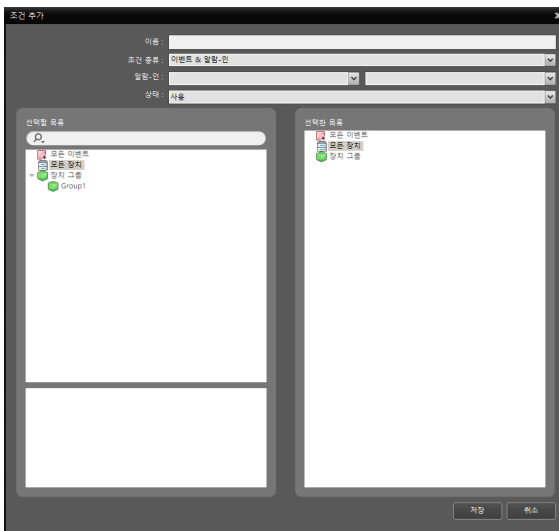 조건 추가
이름 :
조건 종류 : 이벤트 & 알람-인
알람-인 :
상태 : 사용
선택할 목록
모든 이벤트
모든 장치
장치 그룹
Group1
선택한 목록
모든 이벤트
모든 장치
장치 그룹
저장
취소